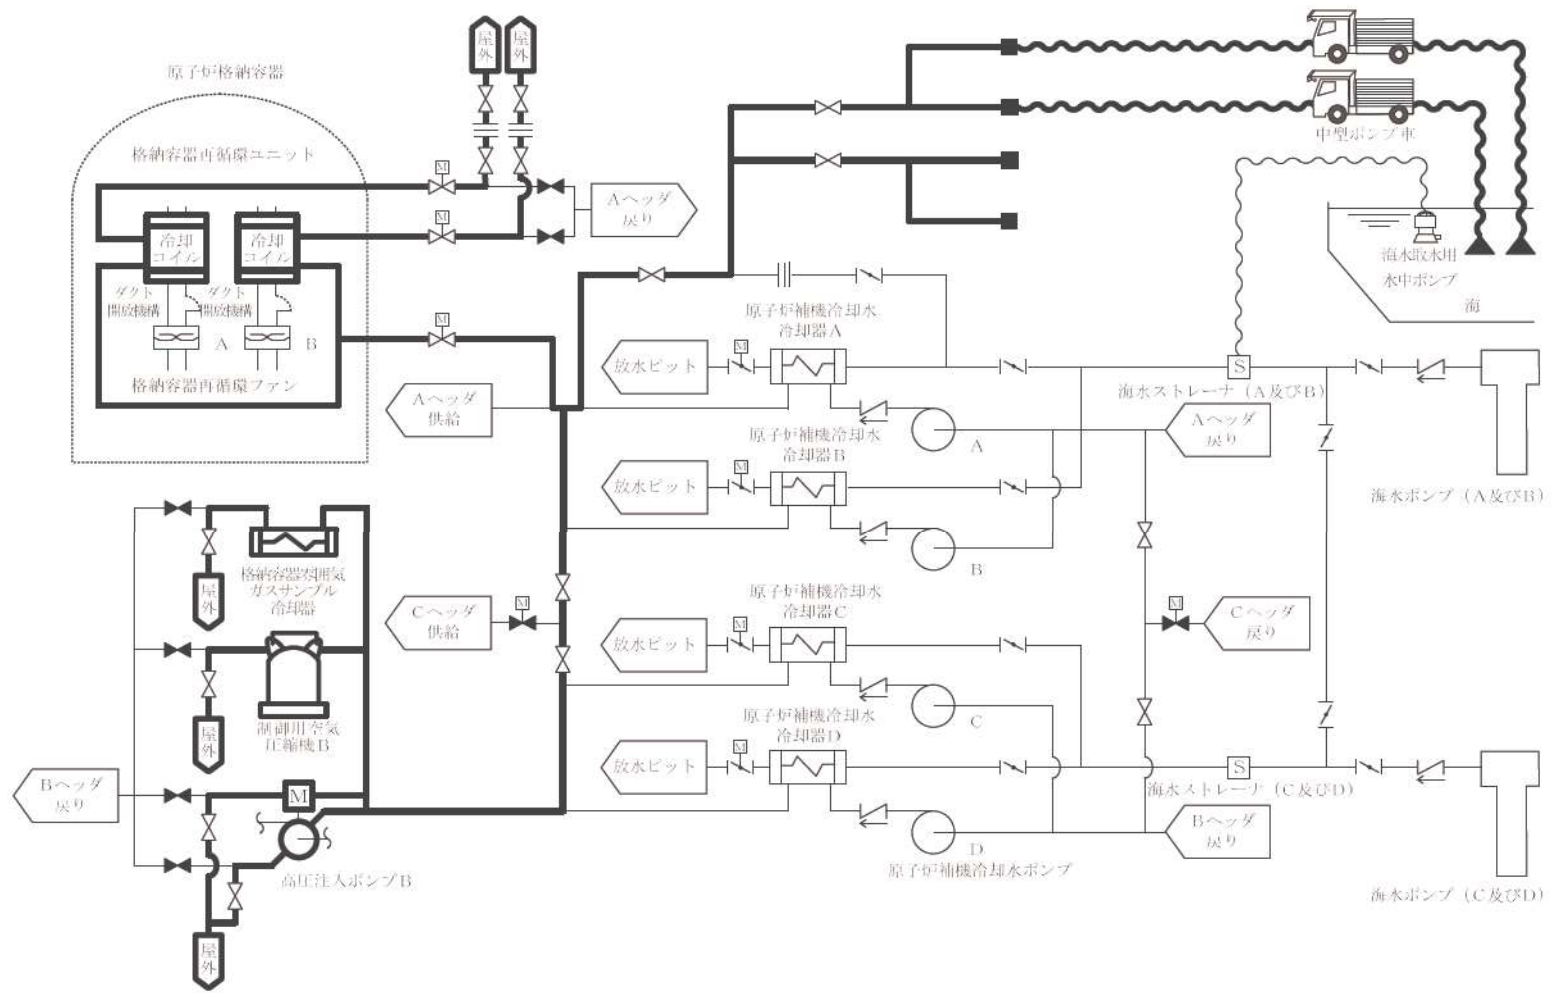 屋外
屋外
原子炉格納容器
格納容器再循環ユニット
M
M
冷却
コイル
冷却
コイル
ダクト
開放機構
ダクト
開放機構
A
B
格納容器再循環ファン
M
Aヘッダ
戻り
中型ポンプ車
海水取水用
水中ポンプ
海
原子炉補機冷却水
冷却器A
放水ピット
M
Aヘッダ
供給
A
海水ストレーナ（A及びB）
S
Aヘッダ
戻り
海水ポンプ（A及びB）
原子炉補機冷却水
冷却器B
放水ピット
M
B
格納容器雰囲気
ガスサンプル
冷却器
屋外
Cヘッダ
供給
M
原子炉補機冷却水
冷却器C
放水ピット
M
C
M
Cヘッダ
戻り
制御用空気
圧縮機B
屋外
原子炉補機冷却水
冷却器D
放水ピット
M
D
原子炉補機冷却水ポンプ
S
海水ストレーナ（C及びD）
Bヘッダ
戻り
海水ポンプ（C及びD）
Bヘッダ
戻り
M
高圧注入ポンプB
屋外